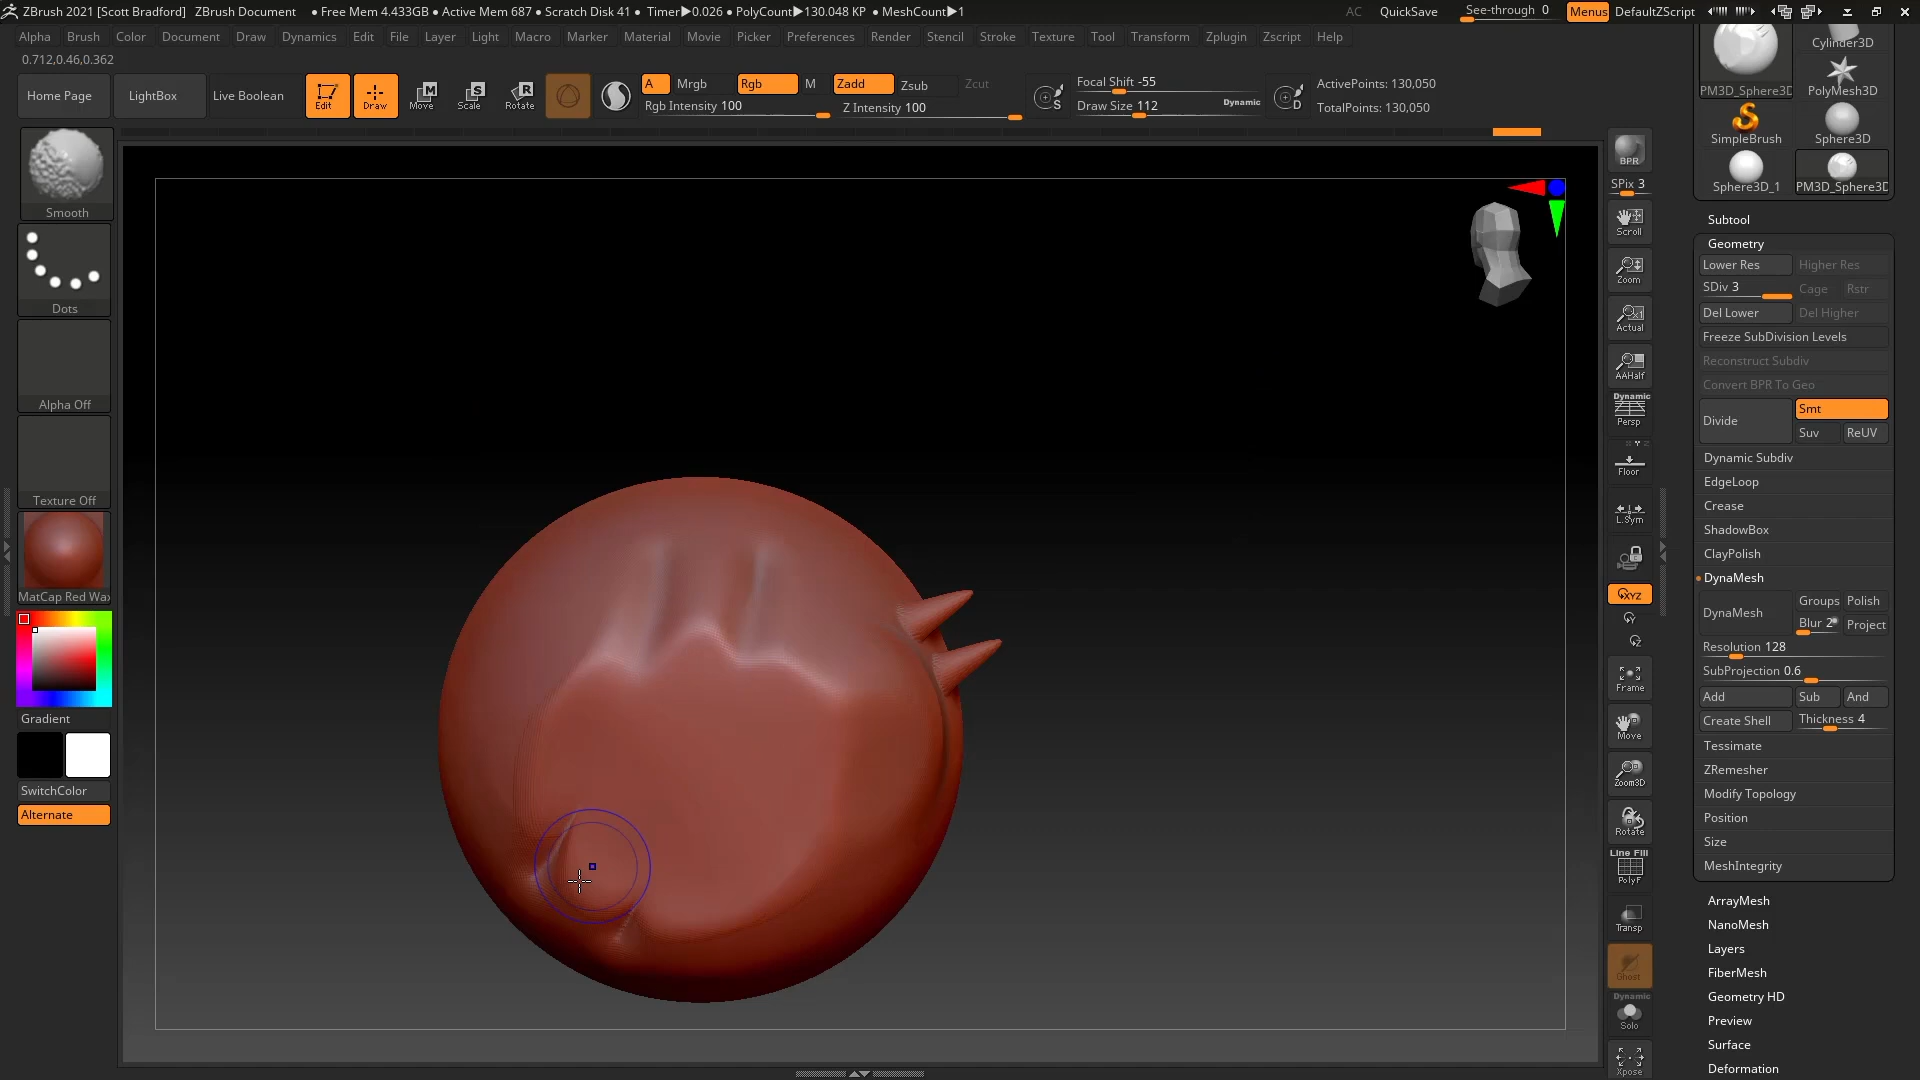 ZBrush 2021 [Scott Bradford] ZBrush Document • Free Mem 4.433GB • Active Mem 687 • Scratch Disk 41 • Timer▶0.026 • PolyCount▶130.048 KP • MeshCount▶1 AC QuickSave See-through 0 Menus DefaultZScript
Alpha Brush Color Document Draw Dynamics Edit File Layer Light Macro Marker Material Movie Picker Preferences Render Stencil Stroke Texture Tool Transform Zplugin Zscript Help
0.712,0.46,0.362
Home Page LightBox Live Boolean Edit Draw Move Scale Rotate
A Mrgb Rgb M Zadd Zsub Zcut
Rgb Intensity 100 Z Intensity 100
Focal Shift -55
Draw Size 112 Dynamic
ActivePoints: 130,050
TotalPoints: 130,050
Smooth
Dots
Alpha Off
Texture Off
MatCap Red Wax
Gradient
SwitchColor
Alternate
BPR
SPix 3
Scroll
Zoom
Actual
AAHalf
Dynamic
Persp
Floor
L.Sym
XYZ
Frame
Move
Zoom3D
Rotate
Line Fill
PolyF
Transp
Ghost
Dynamic
Solo
Xpose
Cylinder3D
PM3D_Sphere3D
PolyMesh3D
SimpleBrush
Sphere3D
Sphere3D_1
PM3D_Sphere3D
Subtool
Geometry
Lower Res Higher Res
SDiv 3 Cage Rstr
Del Lower Del Higher
Freeze SubDivision Levels
Reconstruct Subdiv
Convert BPR To Geo
Divide Smt
Suv ReUV
Dynamic Subdiv
EdgeLoop
Crease
ShadowBox
ClayPolish
DynaMesh
DynaMesh Groups Polish
Blur 2 Project
Resolution 128
SubProjection 0.6
Add Sub And
Create Shell Thickness 4
Tessimate
ZRemesher
Modify Topology
Position
Size
MeshIntegrity
ArrayMesh
NanoMesh
Layers
FiberMesh
Geometry HD
Preview
Surface
Deformation